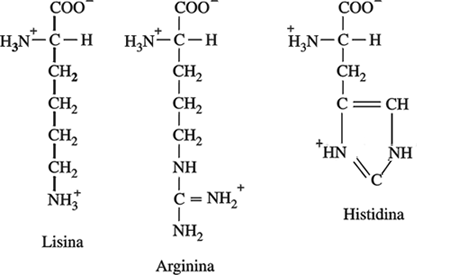 COO⁻
H₃N⁺–C–H
CH₂
CH₂
CH₂
CH₂
NH₃⁺
Lisina
COO⁻
H₃N⁺–C–H
CH₂
CH₂
CH₂
NH
C=NH₂⁺
NH₂
Arginina
COO⁻
H₃N⁺–C–H
CH₂
C=CH
⁺HN NH
C
Histidina